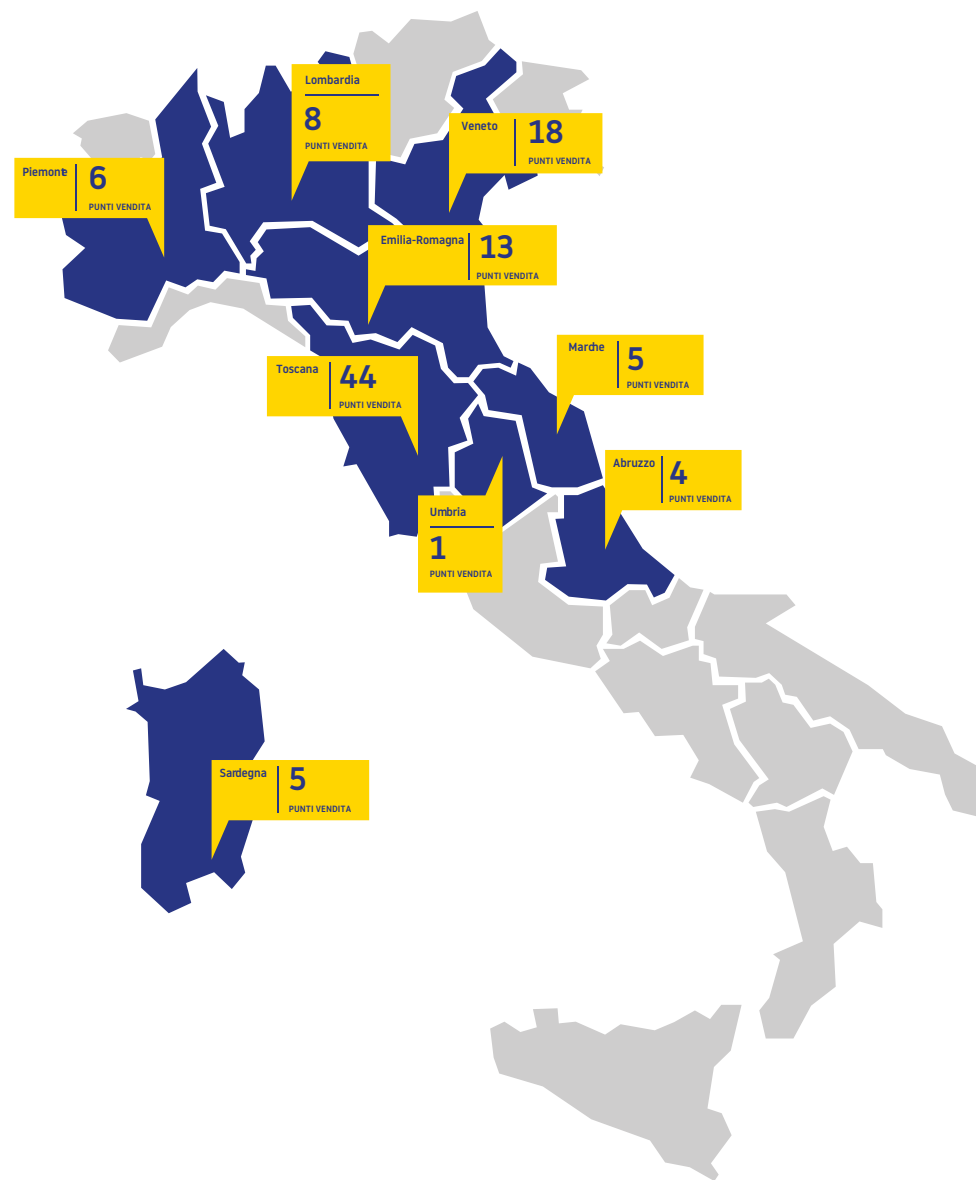 Lombardia
8
PUNTI VENDITA
Veneto
18
PUNTI VENDITA
Piemonte
6
PUNTI VENDITA
Emilia-Romagna
13
PUNTI VENDITA
Marche
5
PUNTI VENDITA
Toscana
44
PUNTI VENDITA
Abruzzo
4
PUNTI VENDITA
Umbria
1
PUNTI VENDITA
Sardegna
5
PUNTI VENDITA